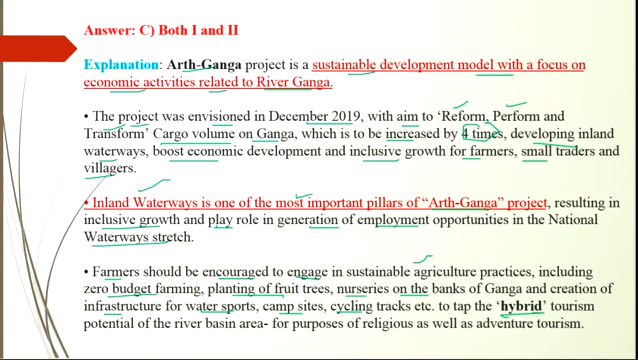 Answer: C) Both I and II
Explanation: Arth-Ganga project is a sustainable development model with a focus on
economic activities related to River Ganga.
• The project was envisioned in December 2019, with aim to ‘Reform, Perform and
Transform’ Cargo volume on Ganga, which is to be increased by 4 times, developing inland
waterways, boost economic development and inclusive growth for farmers, small traders and
villagers.
• Inland Waterways is one of the most important pillars of “Arth-Ganga” project, resulting in
inclusive growth and play role in generation of employment opportunities in the National
Waterways stretch.
• Farmers should be encouraged to engage in sustainable agriculture practices, including
zero budget farming, planting of fruit trees, nurseries on the banks of Ganga and creation of
infrastructure for water sports, camp sites, cycling tracks etc. to tap the ‘hybrid’ tourism
potential of the river basin area- for purposes of religious as well as adventure tourism.